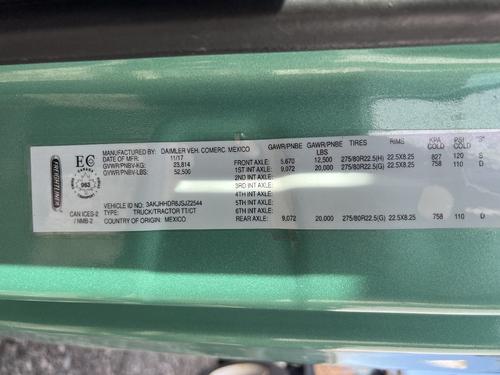 MANUFACTURED BY: DAIMLER VEH. COMERC. MEXICO
DATE OF MFR: 11/17
GVWR/PNBV-KG: 23,814
GVWR/PNBV-LBS: 52,500
FREIGHTLINER
EC
CANADA
963
CAN ICES-2
/ NMB-2
VEHICLE ID NO:
TYPE: TRUCK/TRACTOR TT/CT
COUNTRY OF ORIGIN: MEXICO
GAWR/PNBE GAWR/PNBE TIRES RIMS KPA PSI "S"
LBS COLD COLD
FRONT AXLE: 5,670 12,500 275/80R22.5(H) 22.5X8.25 827 120 S
1ST INT AXLE: 9,072 20,000 275/80R22.5(G) 22.5X8.25 758 110 D
2ND INT AXLE:
3RD INT AXLE:
4TH INT AXLE:
5TH INT AXLE:
6TH INT AXLE:
REAR AXLE: 9,072 20,000 275/80R22.5(G) 22.5X8.25 758 110 D